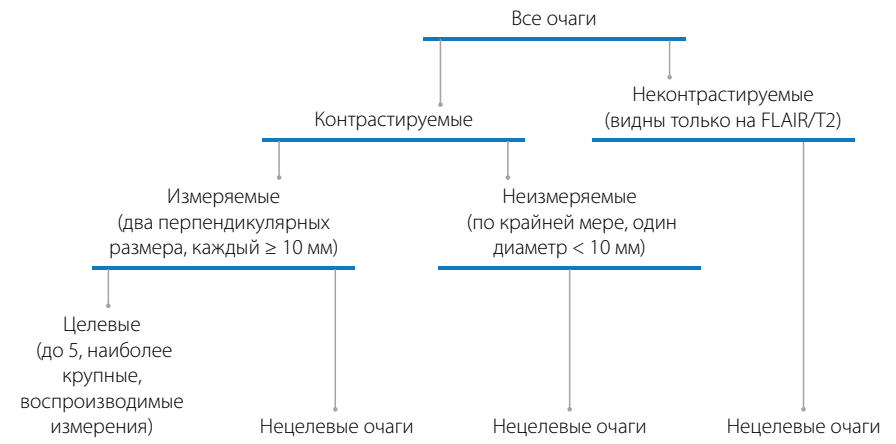 Все очаги
Контрастируемые
Неконтрастируемые
(видны только на FLAIR/T2)
Измеряемые
(два перпендикулярных
размера, каждый ≥ 10 мм)
Неизмеряемые
(по крайней мере, один
диаметр < 10 мм)
Целевые
(до 5, наиболее
крупные,
воспроизводимые
измерения)
Нецелевые очаги
Нецелевые очаги
Нецелевые очаги